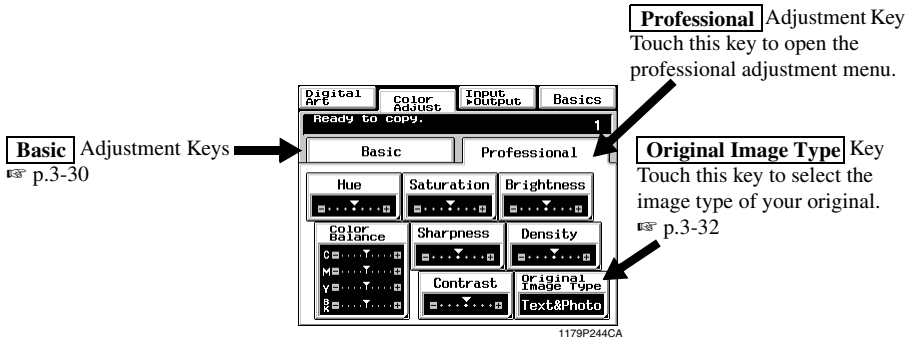 Professional Adjustment Key
Touch this key to open the
professional adjustment menu.
Basic Adjustment Keys
☞ p.3-30
Digital Art
Color Adjust
Input ▸Output
Basics
Ready to copy.
1
Basic
Professional
Hue
Saturation
Brightness
Color Balance
C
M
Y
BK
Sharpness
Density
Contrast
Original Image Type
Text&Photo
Original Image Type Key
Touch this key to select the
image type of your original.
☞ p.3-32
1179P244CA